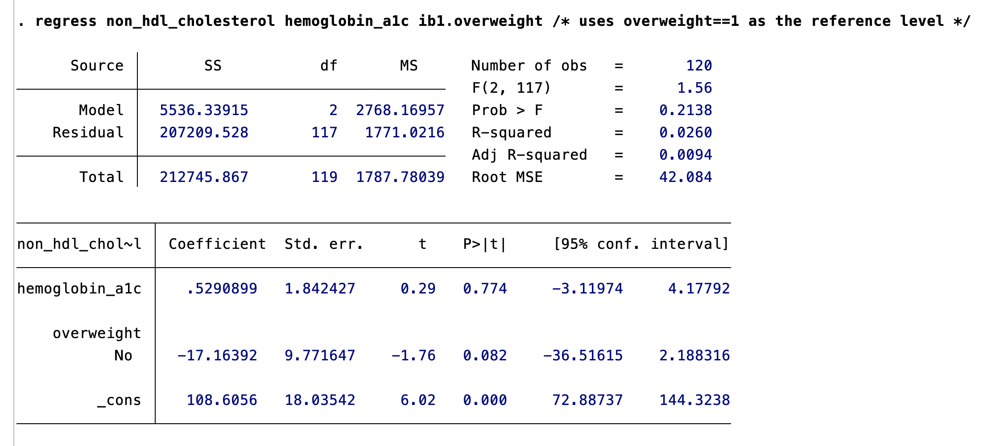 . regress non_hdl_cholesterol hemoglobin_a1c ib1.overweight /* uses overweight==1 as the reference level */
Source SS df MS Number of obs = 120
F(2, 117) = 1.56
Model 5536.33915 2 2768.16957 Prob > F = 0.2138
Residual 207209.528 117 1771.0216 R-squared = 0.0260
Adj R-squared = 0.0094
Total 212745.867 119 1787.78039 Root MSE = 42.084
non_hdl_chol~l Coefficient Std. err. t P>|t| [95% conf. interval]
hemoglobin_a1c .5290899 1.842427 0.29 0.774 -3.11974 4.17792
overweight
No -17.16392 9.771647 -1.76 0.082 -36.51615 2.188316
_cons 108.6056 18.03542 6.02 0.000 72.88737 144.3238